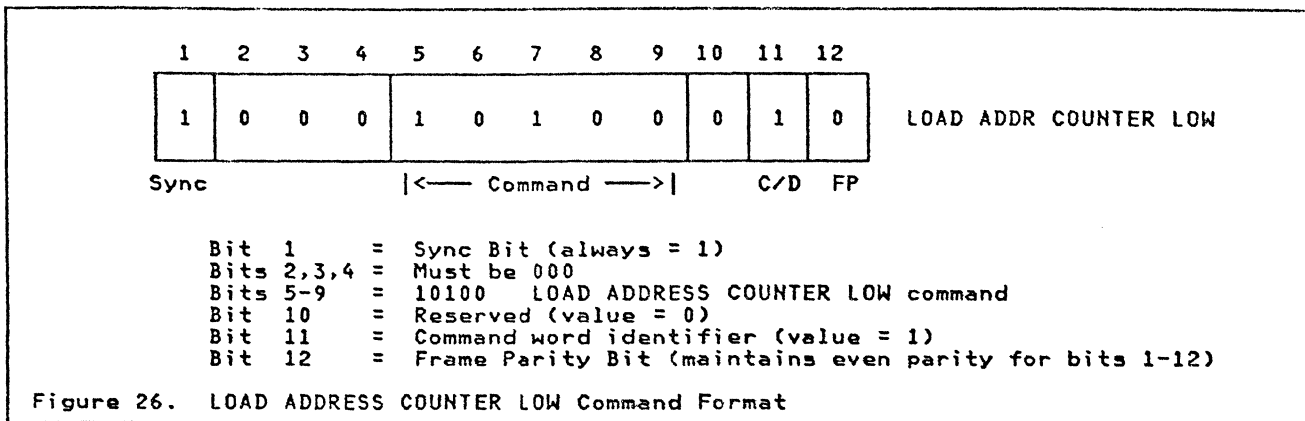 1 2 3 4 5 6 7 8 9 10 11 12
1 0 0 0 1 0 1 0 0 0 1 0 LOAD ADDR COUNTER LOW
Sync |<—— Command ——>| C/D FP
Bit 1 = Sync Bit (always = 1)
Bits 2,3,4 = Must be 000
Bits 5-9 = 10100 LOAD ADDRESS COUNTER LOW command
Bit 10 = Reserved (value = 0)
Bit 11 = Command word identifier (value = 1)
Bit 12 = Frame Parity Bit (maintains even parity for bits 1-12)
Figure 26. LOAD ADDRESS COUNTER LOW Command Format